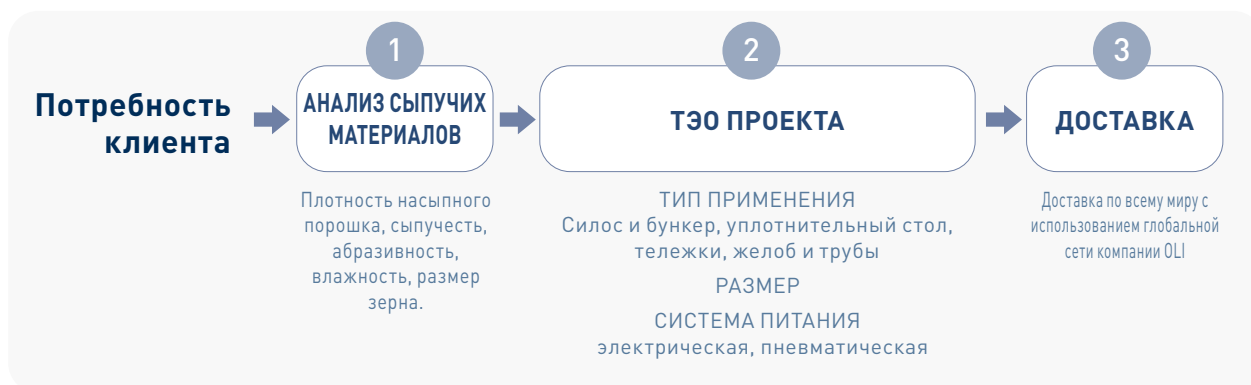 Потребность
клиента
1
АНАЛИЗ СЫПУЧИХ
МАТЕРИАЛОВ
Плотность насыпного
порошка, сыпучесть,
абразивность,
влажность, размер
зерна.
2
ТЭО ПРОЕКТА
ТИП ПРИМЕНЕНИЯ
Силос и бункер, уплотнительный стол,
тележки, желоб и трубы
РАЗМЕР
СИСТЕМА ПИТАНИЯ
электрическая, пневматическая
3
ДОСТАВКА
Доставка по всему миру с
использованием глобальной
сети компании OLI